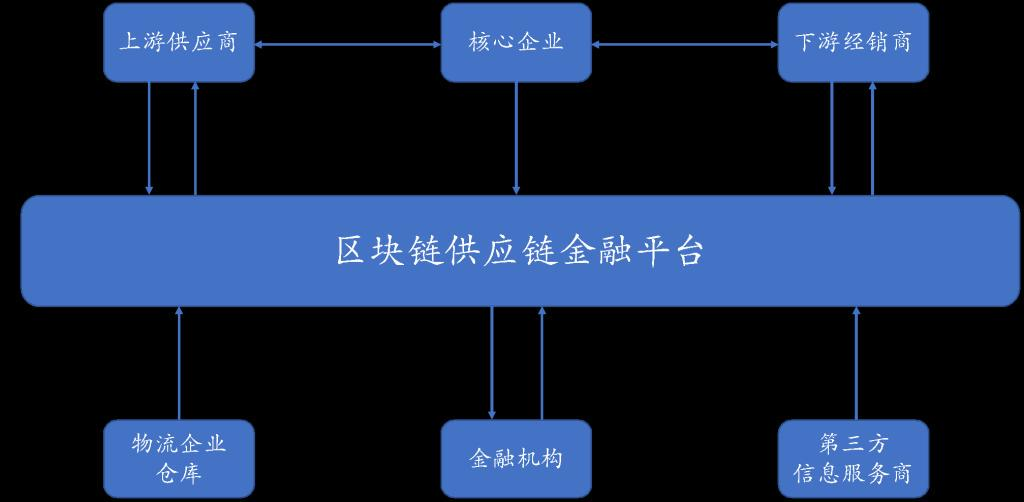 上游供应商
核心企业
下游经销商
区块链供应链金融平台
物流企业
仓库
金融机构
第三方
信息服务商